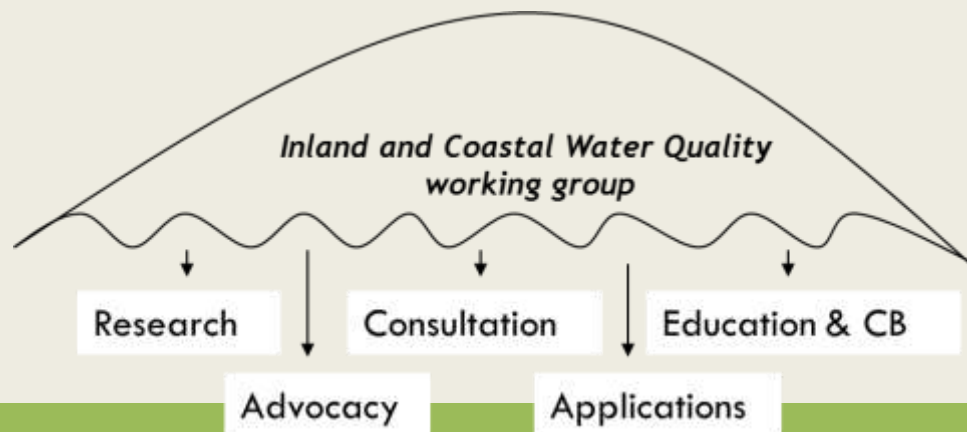 Inland and Coastal Water Quality
working group
Research
Consultation
Education & CB
Advocacy
Applications